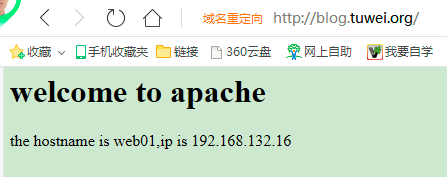 域名重定向 http://blog.tuwei.org/
收藏 手机收藏夹 链接 360云盘 网上自助 我要自学
welcome to apache
the hostname is web01,ip is 192.168.132.16